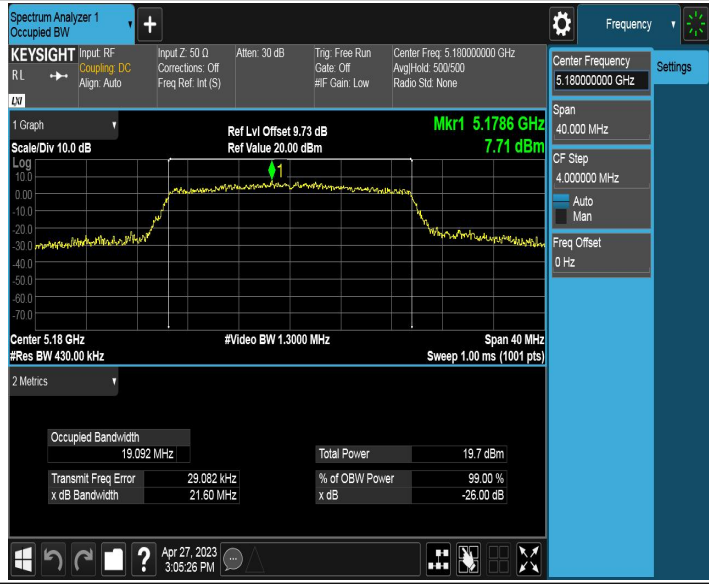 Spectrum Analyzer 1
Occupied BW
Frequency
KEYSIGHT
RL
LXI
Input: RF
Coupling: DC
Align: Auto
Input Z: 50 Ω
Corrections: Off
Freq Ref: Int (S)
Atten: 30 dB
Trig: Free Run
Gate: Off
#IF Gain: Low
Center Freq: 5.180000000 GHz
Avg|Hold: 500/500
Radio Std: None
Center Frequency
5.180000000 GHz
Settings
Span
40.000 MHz
CF Step
4.000000 MHz
Auto
Man
Freq Offset
0 Hz
1 Graph
Scale/Div 10.0 dB
Ref Lvl Offset 9.73 dB
Ref Value 20.00 dBm
Mkr1 5.1786 GHz
7.71 dBm
Log
10.0
0.00
-10.0
-20.0
-30.0
-40.0
-50.0
-60.0
-70.0
1
Center 5.18 GHz
#Video BW 1.3000 MHz
Span 40 MHz
#Res BW 430.00 kHz
Sweep 1.00 ms (1001 pts)
2 Metrics
Occupied Bandwidth
19.092 MHz
Total Power 19.7 dBm
Transmit Freq Error 29.082 kHz
% of OBW Power 99.00 %
x dB Bandwidth 21.60 MHz
x dB -26.00 dB
?
Apr 27, 2023
3:05:26 PM